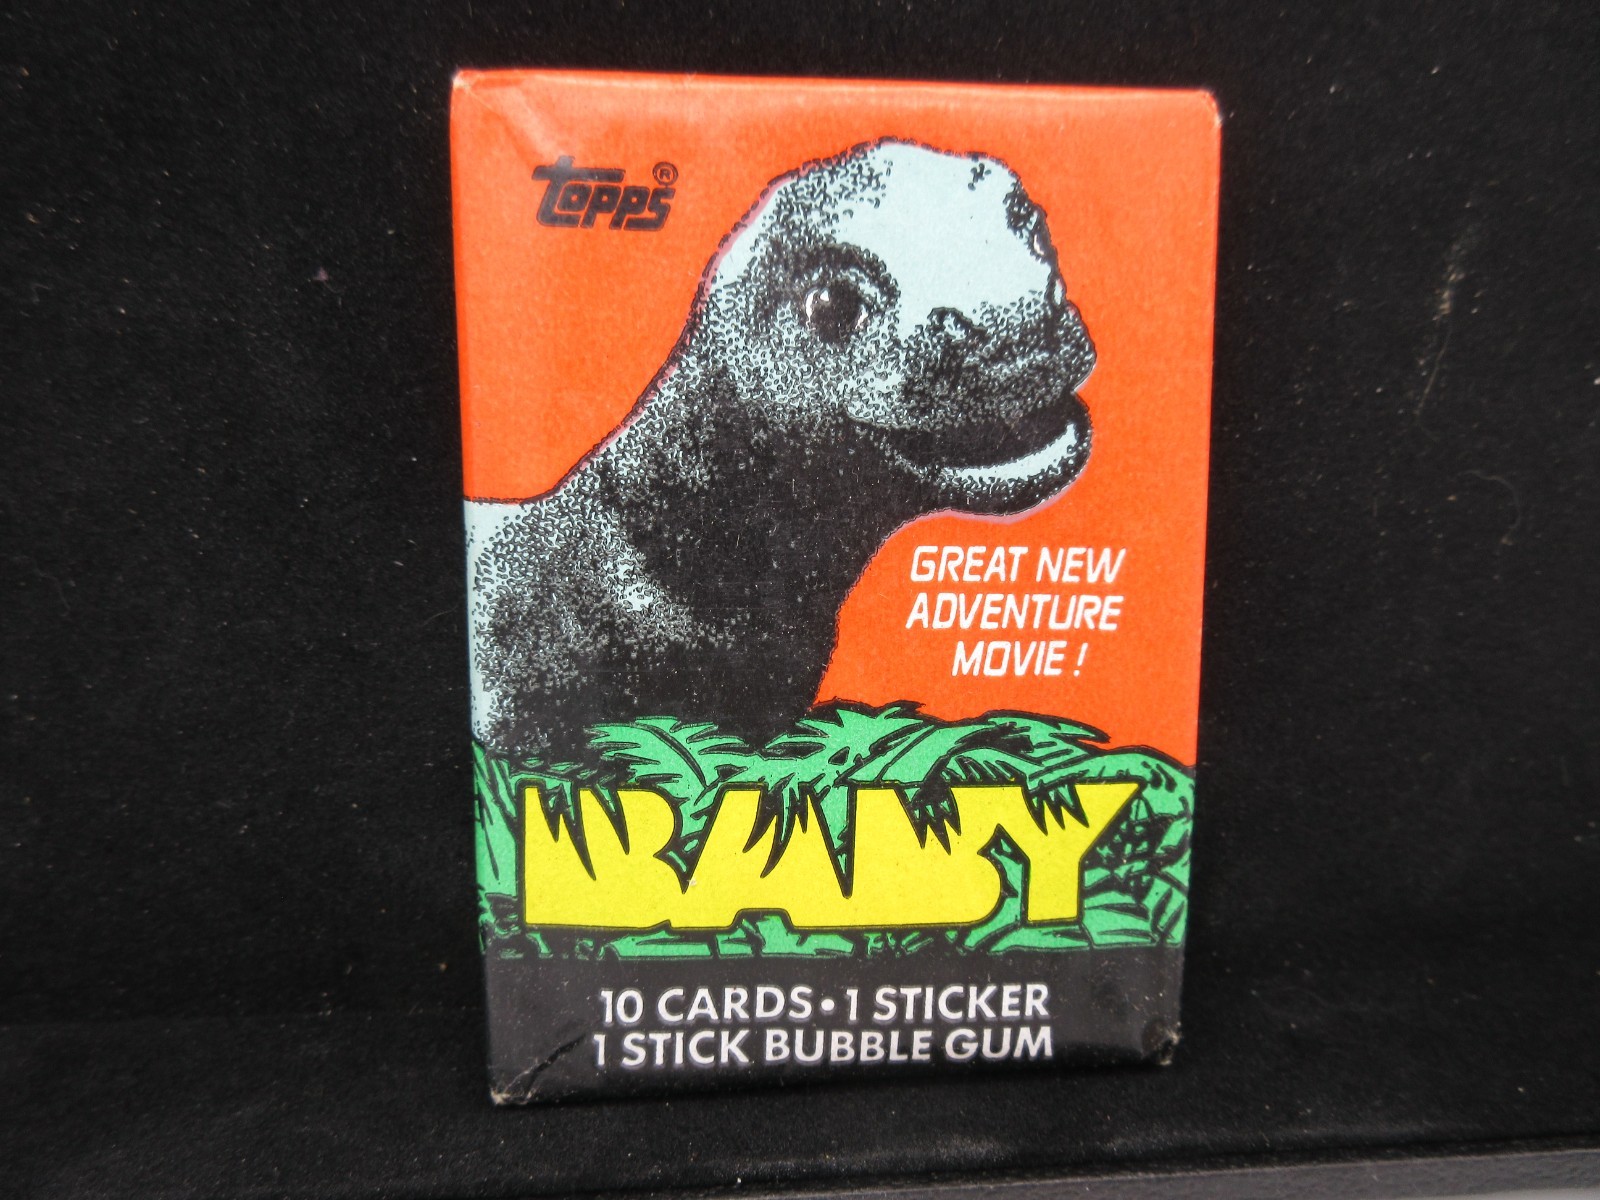 topps®
GREAT NEW
ADVENTURE
MOVIE!
BABY
10 CARDS • 1 STICKER
1 STICK BUBBLE GUM